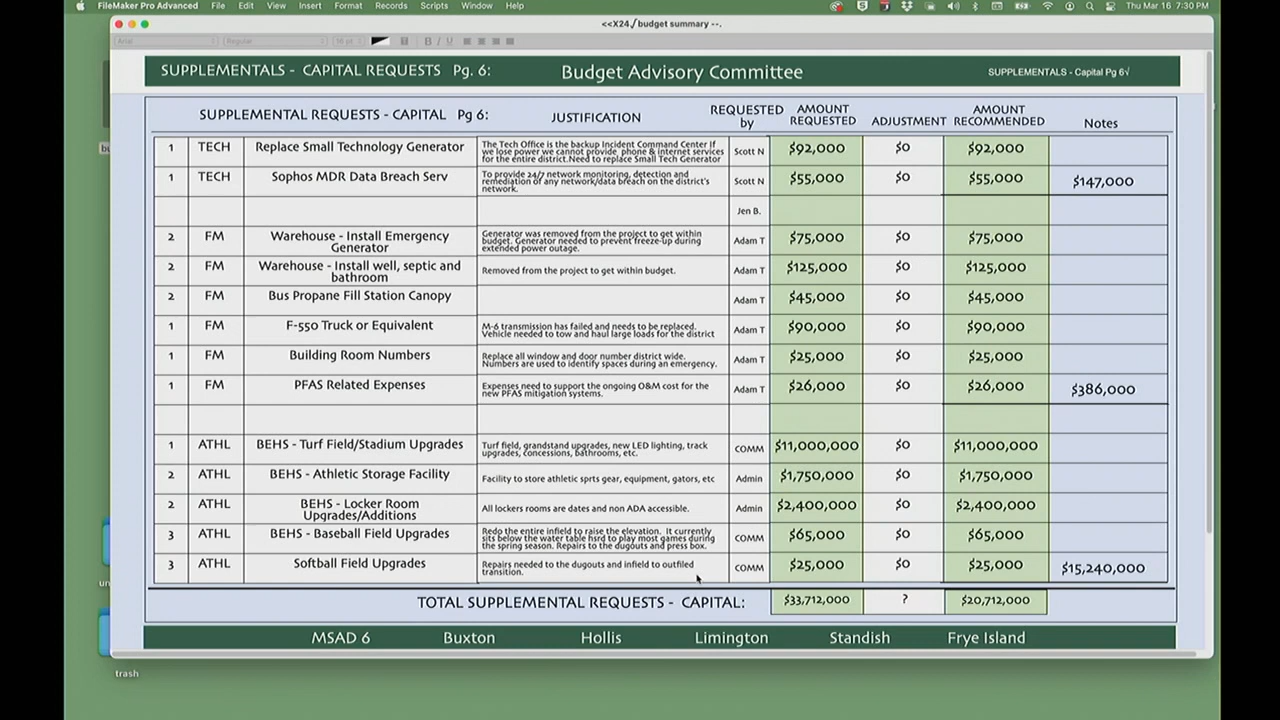 FileMaker Pro Advanced File Edit View Insert Format Records Scripts Window Help Thu Mar 16 7:30 PM
<<X24./budget summary --.
Arial Regular B I U
SUPPLEMENTALS - CAPITAL REQUESTS Pg. 6: Budget Advisory Committee SUPPLEMENTALS - Capital Pg 6√
SUPPLEMENTAL REQUESTS - CAPITAL Pg 6: JUSTIFICATION REQUESTED by AMOUNT REQUESTED ADJUSTMENT AMOUNT RECOMMENDED Notes
1 TECH Replace Small Technology Generator The Tech Office is the backup Incident Command Center If we lose power we cannot provide phone & internet services for the entire district.Need to replace Small Tech Generator Scott N $92,000 $0 $92,000
1 TECH Sophos MDR Data Breach Serv To provide 24/7 network monitoring, detection and remediation of any network/data breach on the district's network. Scott N $55,000 $0 $55,000 $147,000
Jen B.
2 FM Warehouse - Install Emergency Generator Generator was removed from the project to get within budget. Generator needed to prevent freeze-up during extended power outage. Adam T $75,000 $0 $75,000
2 FM Warehouse - Install well, septic and bathroom Removed from the project to get within budget. Adam T $125,000 $0 $125,000
2 FM Bus Propane Fill Station Canopy Adam T $45,000 $0 $45,000
1 FM F-550 Truck or Equivalent M-6 transmission has failed and needs to be replaced. Vehicle needed to tow and haul large loads for the district Adam T $90,000 $0 $90,000
1 FM Building Room Numbers Replace all window and door number district wide. Numbers are used to identify spaces during an emergency. Adam T $25,000 $0 $25,000
1 FM PFAS Related Expenses Expenses need to support the ongoing O&M cost for the new PFAS mitigation systems. Adam T $26,000 $0 $26,000 $386,000
1 ATHL BEHS - Turf Field/Stadium Upgrades Turf field, grandstand upgrades, new LED lighting, track upgrades, concessions, bathrooms, etc. COMM $11,000,000 $0 $11,000,000
2 ATHL BEHS - Athletic Storage Facility Facility to store athletic sprts gear, equipment, gators, etc Admin $1,750,000 $0 $1,750,000
2 ATHL BEHS - Locker Room Upgrades/Additions All lockers rooms are dates and non ADA accessible. Admin $2,400,000 $0 $2,400,000
3 ATHL BEHS - Baseball Field Upgrades Redo the entire infield to raise the elevation. It currently sits below the water table hsrd to play most games during the spring season. Repairs to the dugouts and press box. COMM $65,000 $0 $65,000
3 ATHL Softball Field Upgrades Repairs needed to the dugouts and infield to outfiled transition. COMM $25,000 $0 $25,000 $15,240,000
TOTAL SUPPLEMENTAL REQUESTS - CAPITAL: $33,712,000 ? $20,712,000
MSAD 6 Buxton Hollis Limington Standish Frye Island
trash